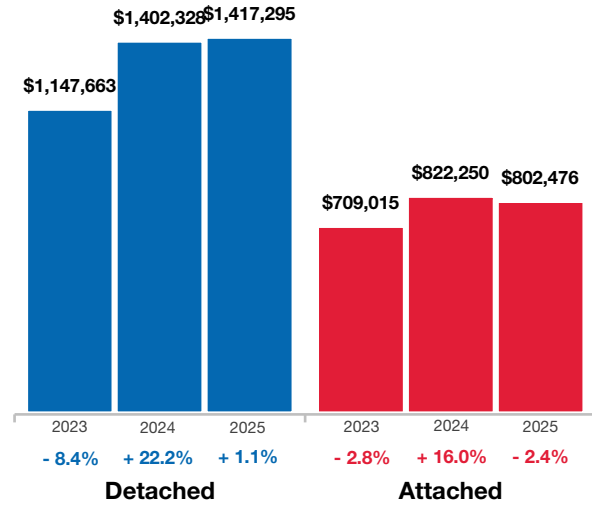 $1,402,328 $1,417,295
$1,147,663
$822,250 $802,476
$709,015
2023 2024 2025 2023 2024 2025
- 8.4% + 22.2% + 1.1% - 2.8% + 16.0% - 2.4%
Detached Attached